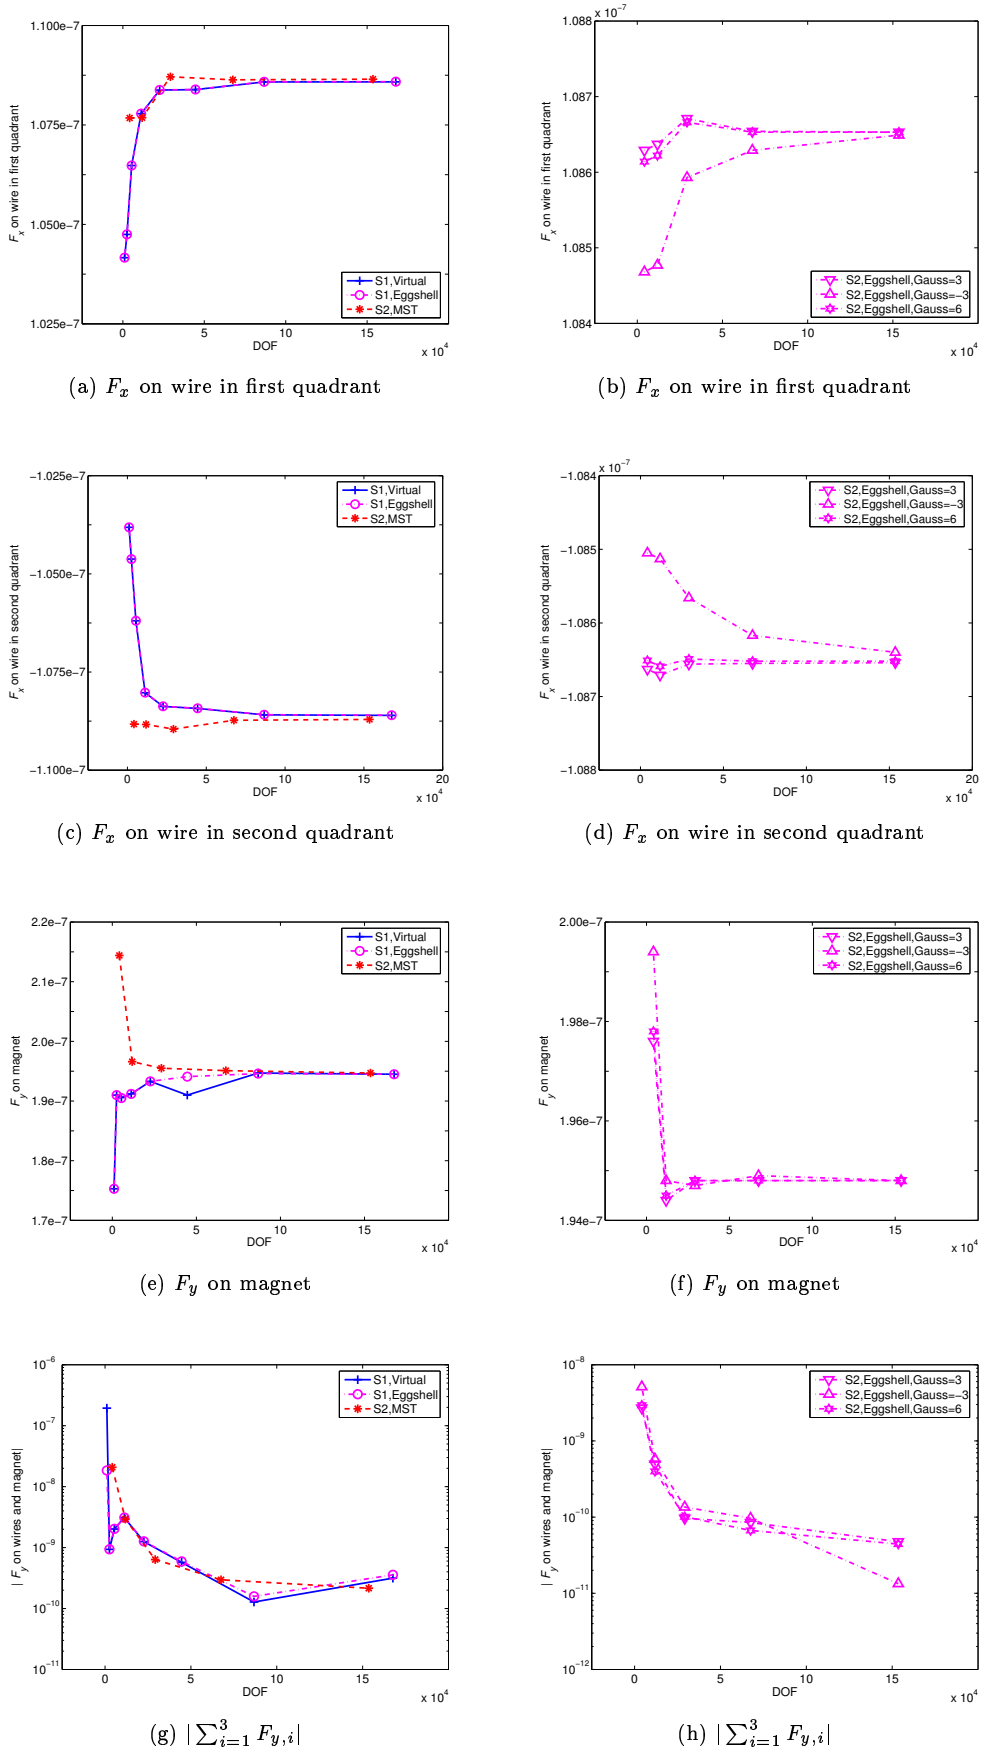 1.100e−7
1.075e−7
1.050e−7
1.025e−7
F_x on wire in first quadrant
S1,Virtual
S1,Eggshell
S2,MST
0 5 10 15 20
DOF
x 10^4
(a) F_x on wire in first quadrant
x 10^−7
1.088
1.087
1.086
1.085
1.084
F_x on wire in first quadrant
S2,Eggshell,Gauss=3
S2,Eggshell,Gauss=−3
S2,Eggshell,Gauss=6
0 5 10 15 20
DOF
x 10^4
(b) F_x on wire in first quadrant
−1.025e−7
−1.050e−7
−1.075e−7
−1.100e−7
F_x on wire in second quadrant
S1,Virtual
S1,Eggshell
S2,MST
0 5 10 15 20
DOF
x 10^4
(c) F_x on wire in second quadrant
x 10^−7
−1.084
−1.085
−1.086
−1.087
−1.088
F_x on wire in second quadrant
S2,Eggshell,Gauss=3
S2,Eggshell,Gauss=−3
S2,Eggshell,Gauss=6
0 5 10 15 20
DOF
x 10^4
(d) F_x on wire in second quadrant
2.2e−7
2.1e−7
2.0e−7
1.9e−7
1.8e−7
1.7e−7
F_y on magnet
S1,Virtual
S1,Eggshell
S2,MST
0 5 10 15 20
DOF
x 10^4
(e) F_y on magnet
2.00e−7
1.98e−7
1.96e−7
1.94e−7
F_y on magnet
S2,Eggshell,Gauss=3
S2,Eggshell,Gauss=−3
S2,Eggshell,Gauss=6
0 5 10 15 20
DOF
x 10^4
(f) F_y on magnet
10^−6
10^−7
10^−8
10^−9
10^−10
10^−11
| F_y on wires and magnet|
S1,Virtual
S1,Eggshell
S2,MST
0 5 10 15 20
DOF
x 10^4
(g) |∑_{i=1}^3 F_{y,i}|
10^−8
10^−9
10^−10
10^−11
10^−12
| F_y on wires and magnet|
S2,Eggshell,Gauss=3
S2,Eggshell,Gauss=−3
S2,Eggshell,Gauss=6
0 5 10 15 20
DOF
x 10^4
(h) |∑_{i=1}^3 F_{y,i}|